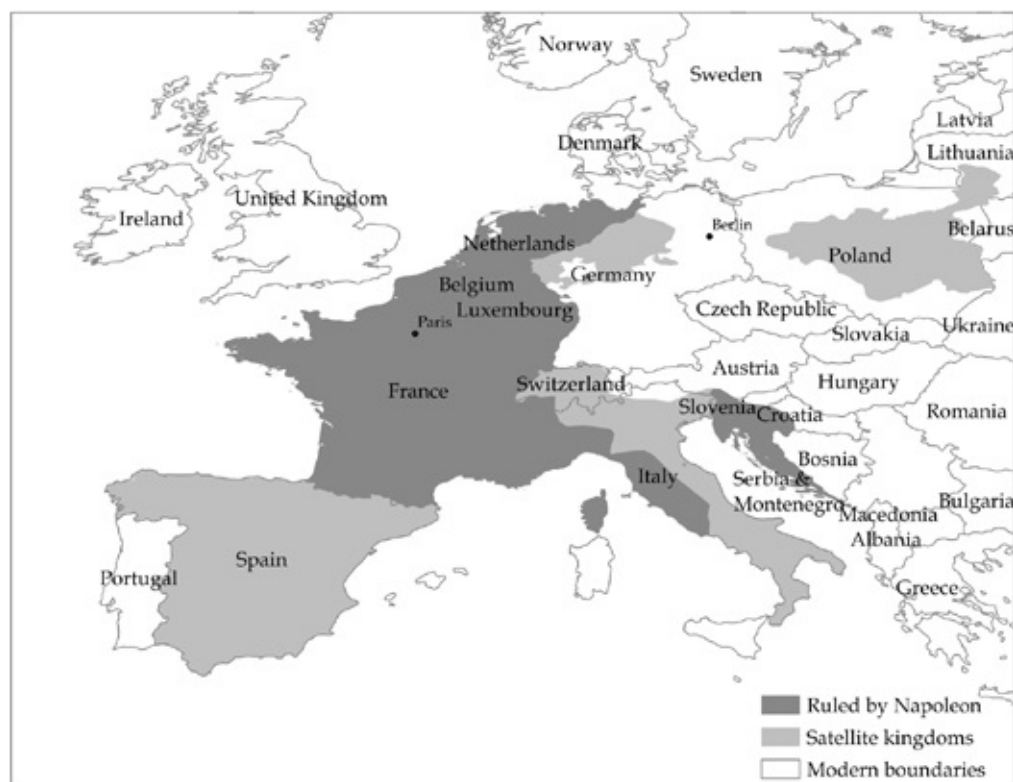 Norway
Sweden
Latvia
Denmark
Lithuania
United Kingdom
Ireland
Belarus
Berlin
Netherlands
Poland
Germany
Belgium
Luxembourg
Czech Republic
Paris
Ukraine
Slovakia
Austria
Switzerland
Hungary
France
Slovenia
Croatia
Romania
Bosnia
Italy
Serbia &
Montenegro
Bulgaria
Macedonia
Albania
Spain
Portugal
Greece
Ruled by Napoleon
Satellite kingdoms
Modern boundaries